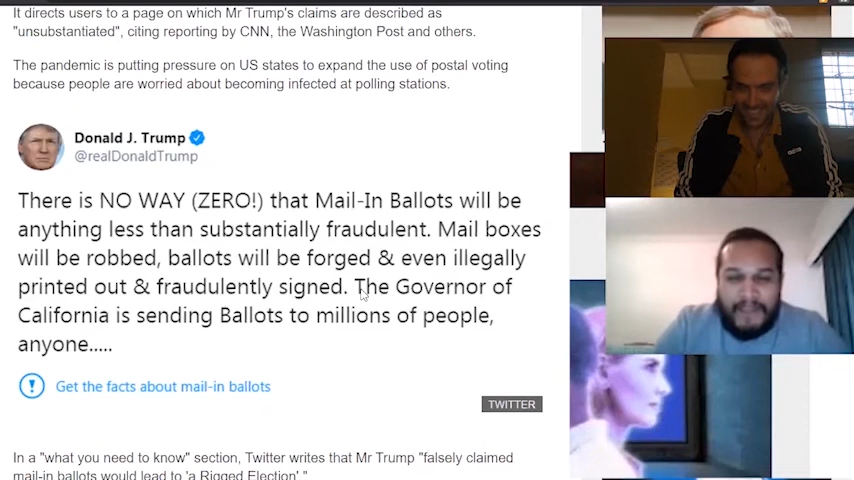 It directs users to a page on which Mr Trump's claims are described as
"unsubstantiated", citing reporting by CNN, the Washington Post and others.
The pandemic is putting pressure on US states to expand the use of postal voting
because people are worried about becoming infected at polling stations.
Donald J. Trump
@realDonaldTrump
There is NO WAY (ZERO!) that Mail-In Ballots will be
anything less than substantially fraudulent. Mail boxes
will be robbed, ballots will be forged & even illegally
printed out & fraudulently signed. The Governor of
California is sending Ballots to millions of people,
anyone.....
Get the facts about mail-in ballots
TWITTER
In a "what you need to know" section, Twitter writes that Mr Trump "falsely claimed
mail-in ballots would lead to 'a Rigged Election'."